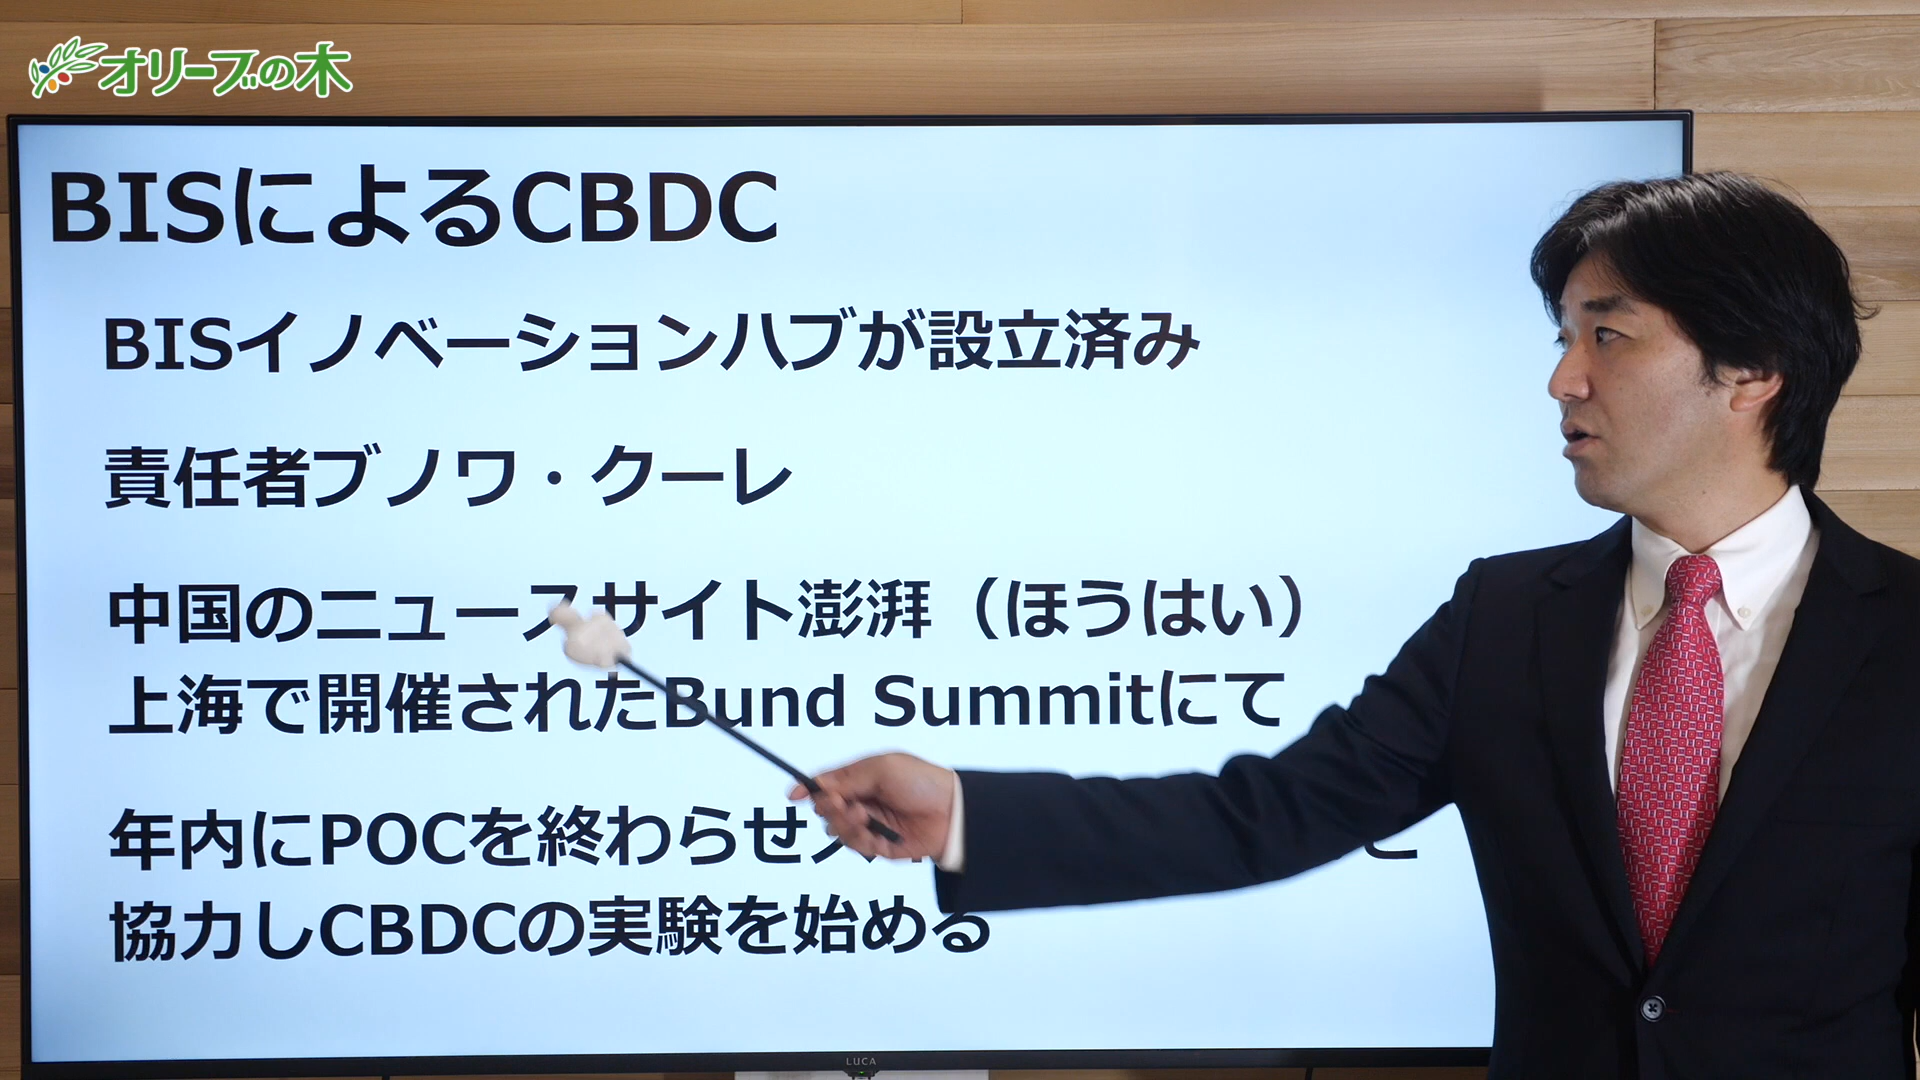 オリーブの木
BISによるCBDC
BISイノベーションハブが設立済み
責任者ブノワ・クーレ
中国のニュースサイト澎湃（ほうはい）
上海で開催されたBund Summitにて
年内にPOCを終わらせ
協力しCBDCの実験を始める
LUCA